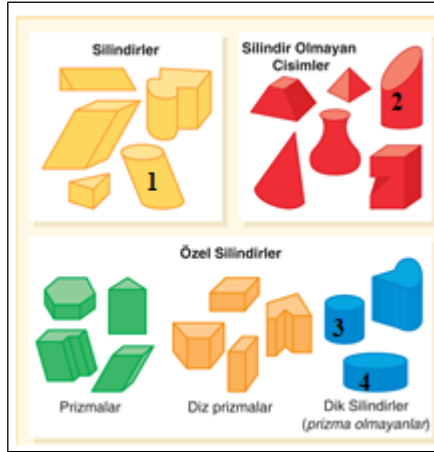 Silindirler
1
Silindir Olmayan
Cisimler
2
Özel Silindirler
3
4
Prizmalar
Diz prizmalar
Dik Silindirler
(prizma olmayanlar)